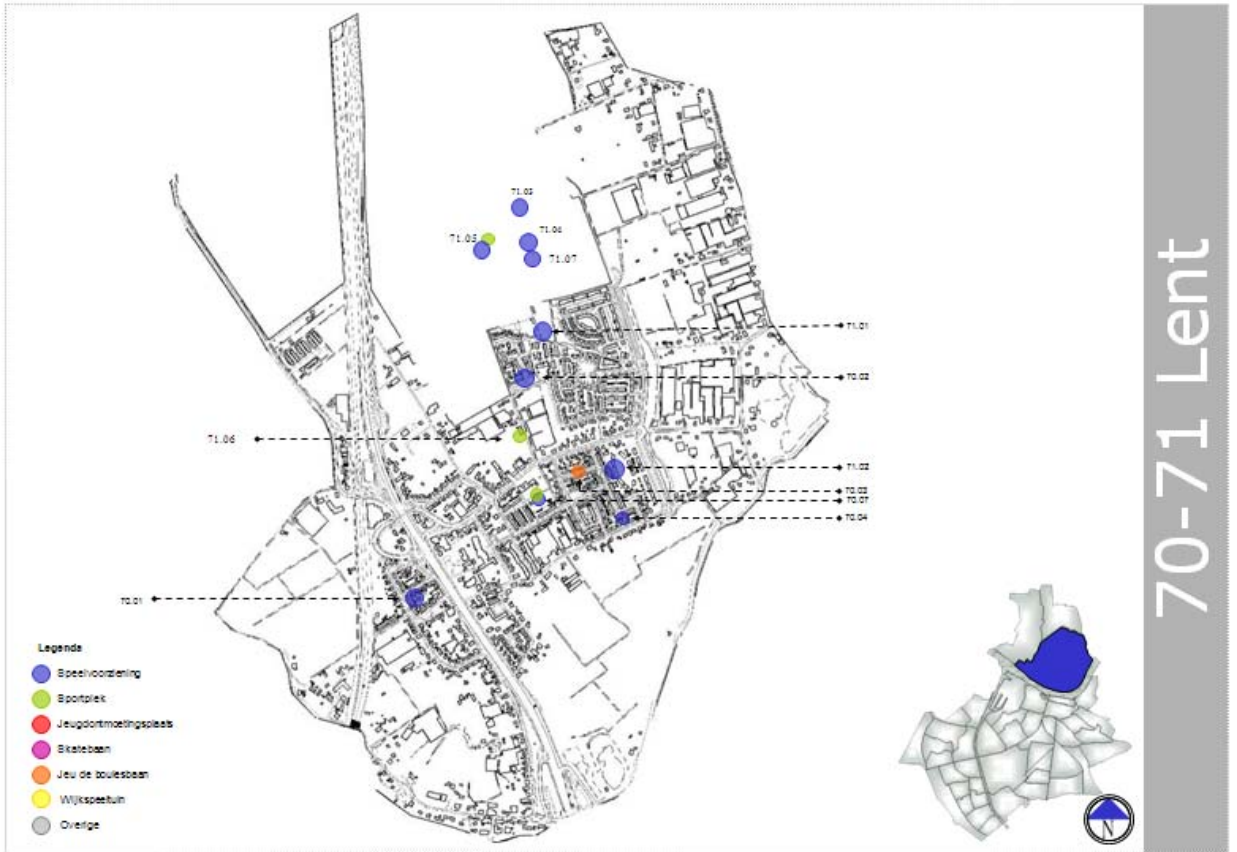 70-71 Lent
71.03
71.04
71.05
71.07
71.01
70.02
71.06
71.02
70.03
70.07
70.04
70.01
Legenda
Speelvoorziening
Sportplek
Jeugdontmoetingsplaats
Skatebaan
Jeu de boulesbaan
Wijkspeeltuin
Overige
N